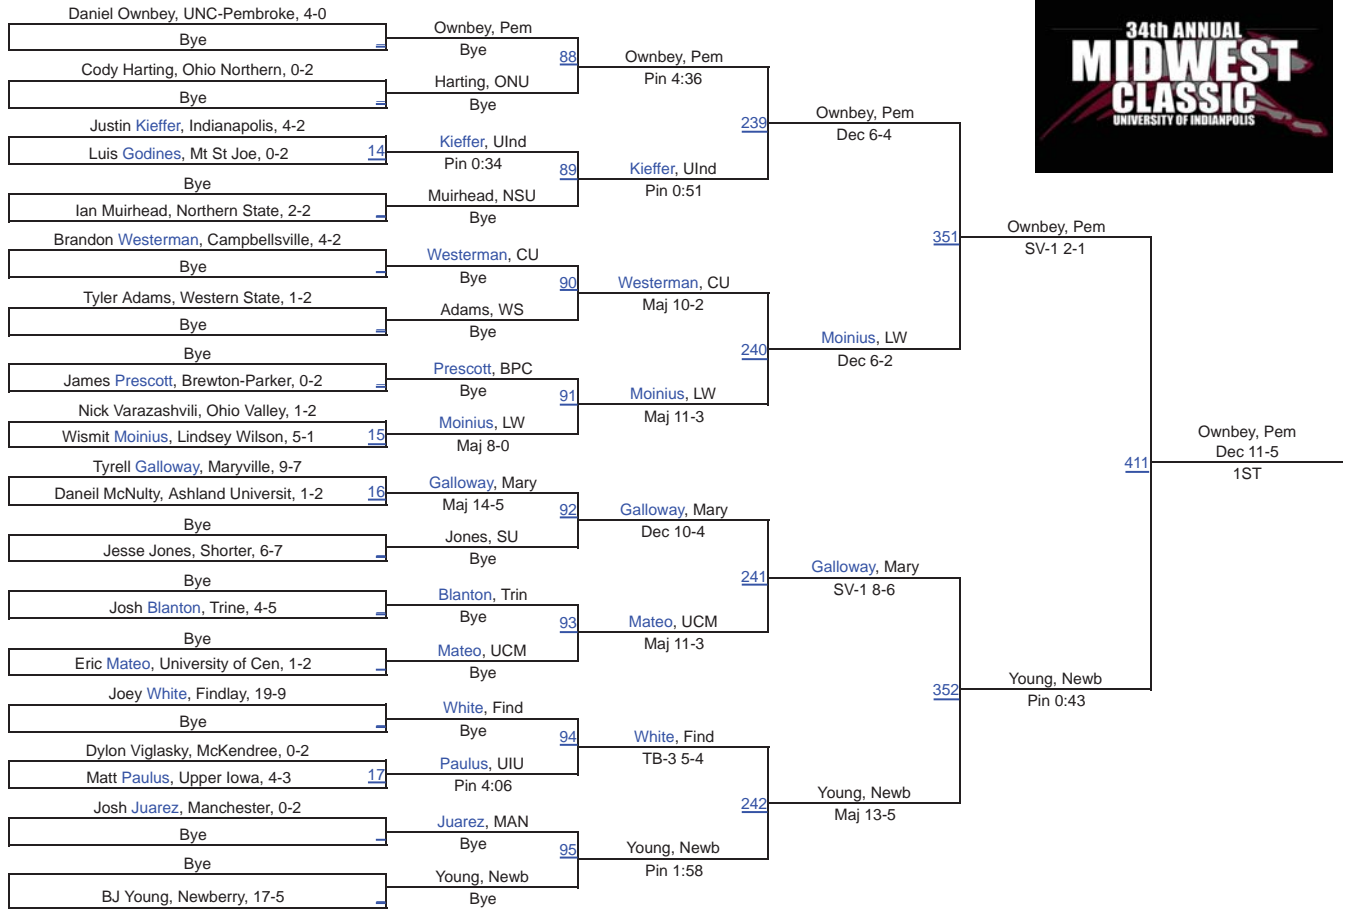 34th ANNUAL
MIDWEST
CLASSIC
UNIVERSITY OF INDIANPOLIS
Daniel Ownbey, UNC-Pembroke, 4-0
Bye
Cody Harting, Ohio Northern, 0-2
Bye
Justin Kieffer, Indianapolis, 4-2
Luis Godines, Mt St Joe, 0-2
14
Bye
Ian Muirhead, Northern State, 2-2
Brandon Westerman, Campbellsville, 4-2
Bye
Tyler Adams, Western State, 1-2
Bye
Bye
James Prescott, Brewton-Parker, 0-2
Nick Varazashvili, Ohio Valley, 1-2
Wismit Moinius, Lindsey Wilson, 5-1
15
Tyrell Galloway, Maryville, 9-7
Daneil McNulty, Ashland Universit, 1-2
16
Bye
Jesse Jones, Shorter, 6-7
Bye
Josh Blanton, Trine, 4-5
Bye
Eric Mateo, University of Cen, 1-2
Joey White, Findlay, 19-9
Bye
Dylon Viglasky, McKendree, 0-2
Matt Paulus, Upper Iowa, 4-3
17
Josh Juarez, Manchester, 0-2
Bye
Bye
BJ Young, Newberry, 17-5
Ownbey, Pem
Bye
88
Harting, ONU
Bye
Kieffer, UInd
Pin 0:34
89
Muirhead, NSU
Bye
Westerman, CU
Bye
90
Adams, WS
Bye
Prescott, BPC
Bye
91
Moinius, LW
Maj 8-0
Galloway, Mary
Maj 14-5
92
Jones, SU
Bye
Blanton, Trin
Bye
93
Mateo, UCM
Bye
White, Find
Bye
94
Paulus, UIU
Pin 4:06
Juarez, MAN
Bye
95
Young, Newb
Bye
Ownbey, Pem
Pin 4:36
239
Kieffer, UInd
Pin 0:51
Westerman, CU
Maj 10-2
240
Moinius, LW
Maj 11-3
Galloway, Mary
Dec 10-4
241
Mateo, UCM
Maj 11-3
White, Find
TB-3 5-4
242
Young, Newb
Pin 1:58
Ownbey, Pem
Dec 6-4
351
Moinius, LW
Dec 6-2
Galloway, Mary
SV-1 8-6
352
Young, Newb
Maj 13-5
Ownbey, Pem
SV-1 2-1
411
Young, Newb
Pin 0:43
Ownbey, Pem
Dec 11-5
1ST